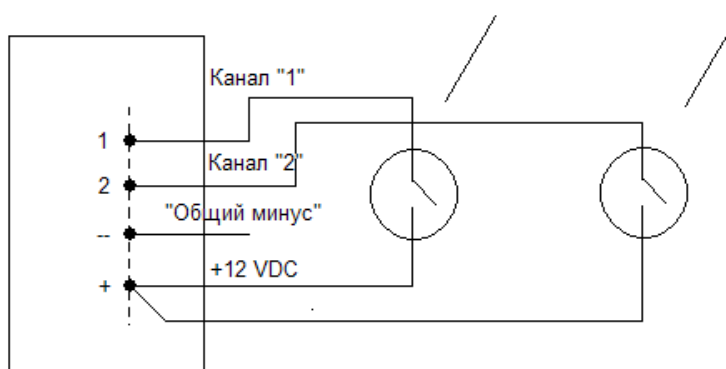 Канал "1"
1
Канал "2"
2
"Общий минус"
--
+12 VDC
+